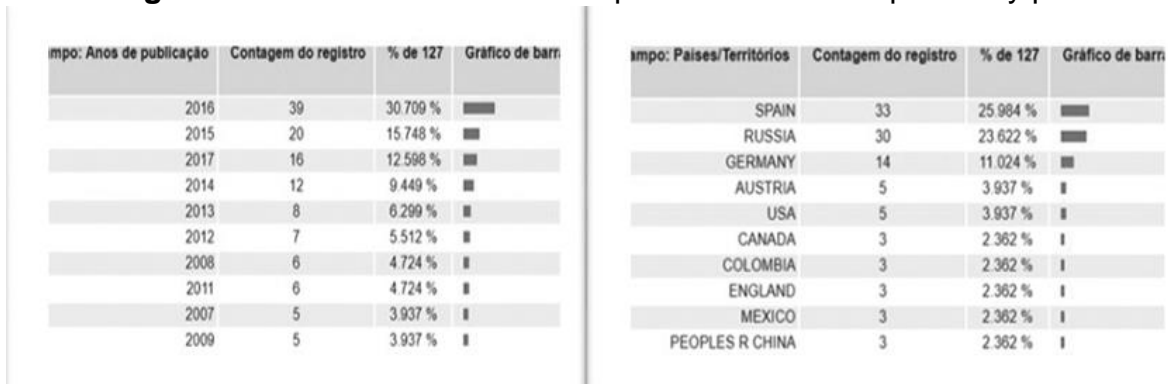 mpo: Anos de publicação Contagem do registro % de 127 Gráfico de barr
2016 39 30.709 %
2015 20 15.748 %
2017 16 12.598 %
2014 12 9.449 %
2013 8 6.299 %
2012 7 5.512 %
2008 6 4.724 %
2011 6 4.724 %
2007 5 3.937 %
2009 5 3.937 %
ampo: Países/Territórios Contagem do registro % de 127 Gráfico de barr
SPAIN 33 25.984 %
RUSSIA 30 23.622 %
GERMANY 14 11.024 %
AUSTRIA 5 3.937 %
USA 5 3.937 %
CANADA 3 2.362 %
COLOMBIA 3 2.362 %
ENGLAND 3 2.362 %
MEXICO 3 2.362 %
PEOPLES R CHINA 3 2.362 %